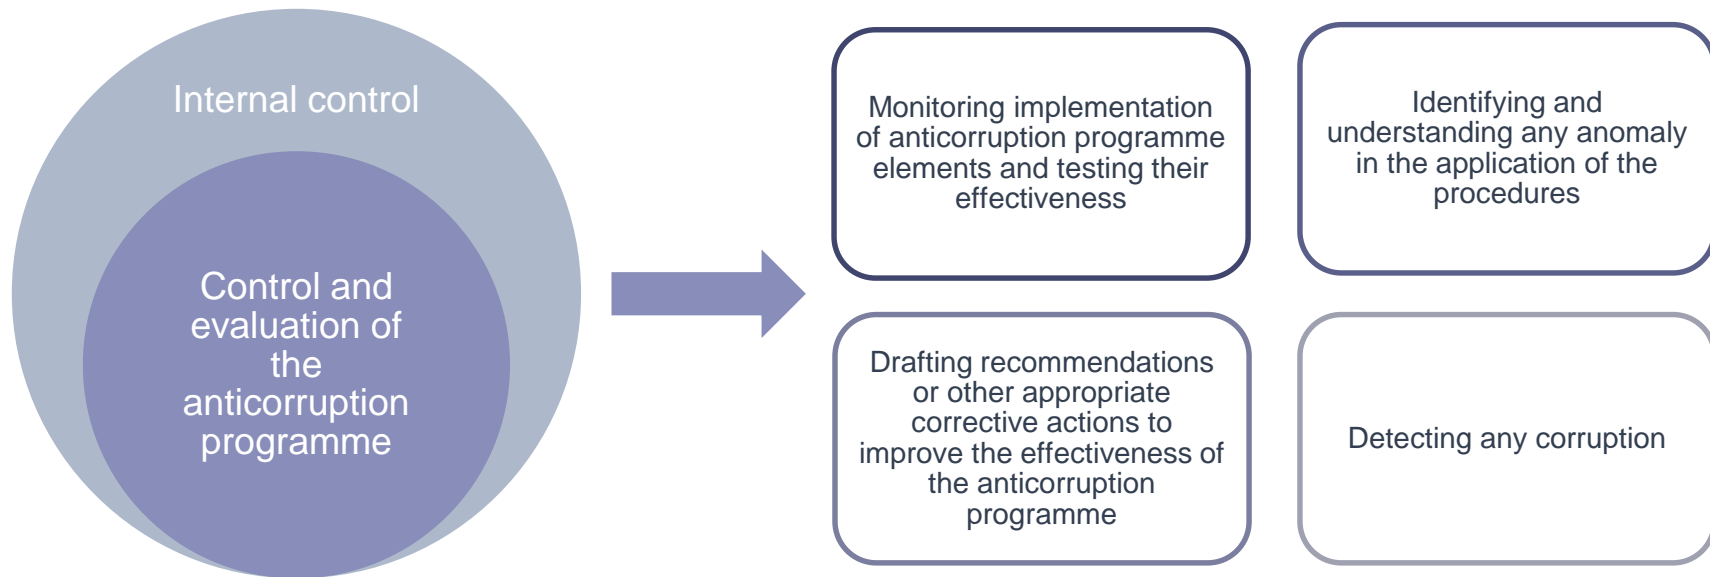 Internal control
Control and
evaluation of
the
anticorruption
programme
Monitoring implementation
of anticorruption programme
elements and testing their
effectiveness
Identifying and
understanding any anomaly
in the application of the
procedures
Drafting recommendations
or other appropriate
corrective actions to
improve the effectiveness of
the anticorruption
programme
Detecting any corruption